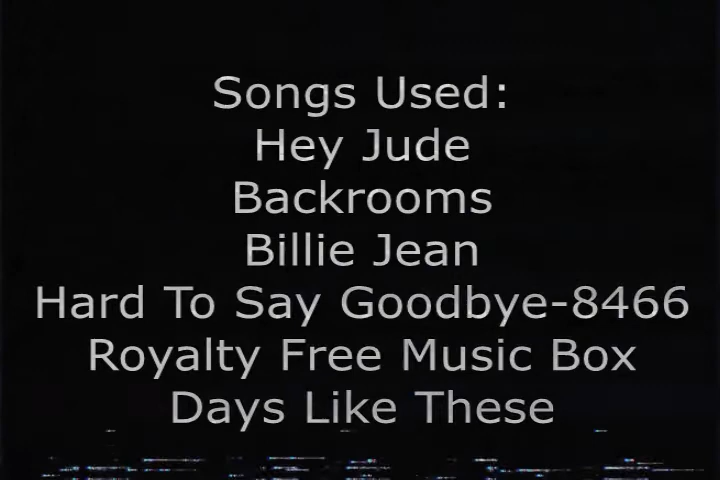 Songs Used:
Hey Jude
Backrooms
Billie Jean
Hard To Say Goodbye-8466
Royalty Free Music Box
Days Like These